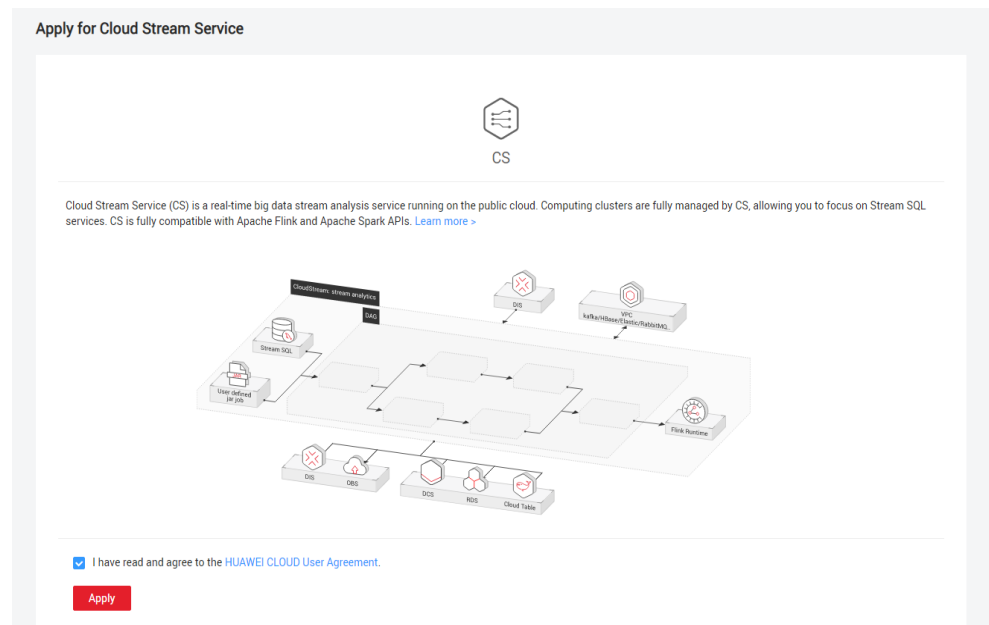 Apply for Cloud Stream Service
CS
Cloud Stream Service (CS) is a real-time big data stream analysis service running on the public cloud. Computing clusters are fully managed by CS, allowing you to focus on Stream SQL
services. CS is fully compatible with Apache Flink and Apache Spark APIs. Learn more >
CloudStream: stream analytics
DAG
DIS
VPC
kafka/HBase/Elastic/RabbitMQ...
Stream SQL
User defined
jar job
Flink Runtime
DIS
OBS
DCS
RDS
Cloud Table
I have read and agree to the HUAWEI CLOUD User Agreement.
Apply